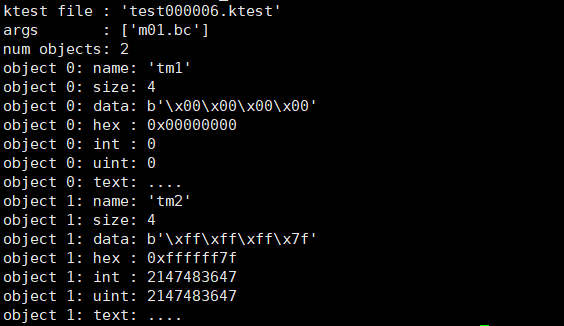 ktest file : 'test000006.ktest'
args       : ['m01.bc']
num objects: 2
object 0: name: 'tm1'
object 0: size: 4
object 0: data: b'\x00\x00\x00\x00'
object 0: hex : 0x00000000
object 0: int : 0
object 0: uint: 0
object 0: text: ....
object 1: name: 'tm2'
object 1: size: 4
object 1: data: b'\xff\xff\xff\x7f'
object 1: hex : 0xffffff7f
object 1: int : 2147483647
object 1: uint: 2147483647
object 1: text: ....